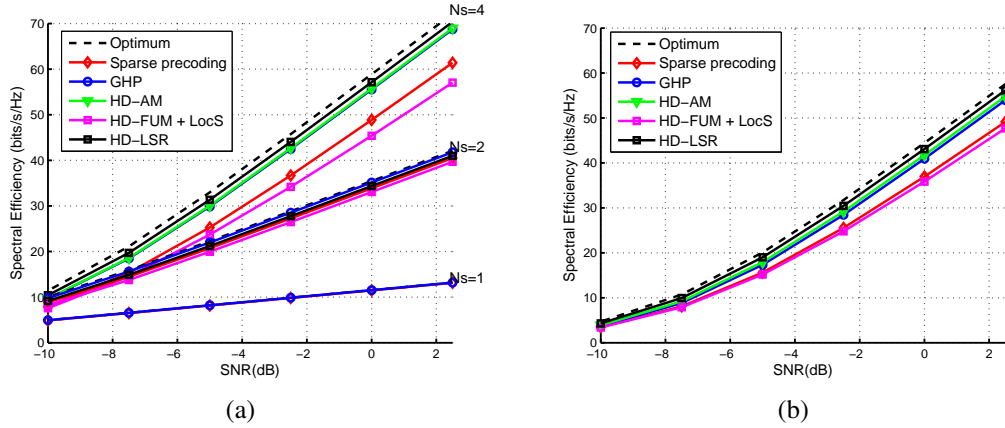 Ns=4
70
60
50
40
30
20
10
0
Spectral Efficiency (bits/s/Hz)
Optimum
Sparse precoding
GHP
HD−AM
HD−FUM + LocS
HD−LSR
Ns=2
Ns=1
−10 −8 −6 −4 −2 0 2
SNR(dB)
(a)
70
60
50
40
30
20
10
0
Spectral Efficiency (bits/s/Hz)
Optimum
Sparse precoding
GHP
HD−AM
HD−FUM + LocS
HD−LSR
−10 −8 −6 −4 −2 0 2
SNR(dB)
(b)